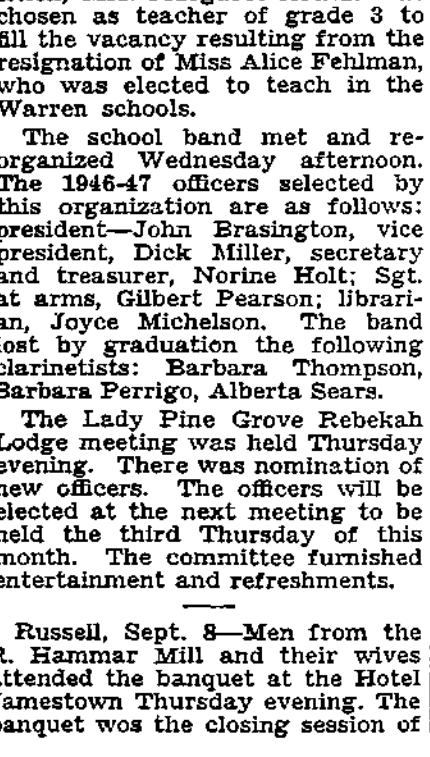 chosen as teacher of grade 3 to
fill the vacancy resulting from the
resignation of Miss Alice Fehlman,
who was elected to teach in the
Warren schools.
The school band met and re-
organized Wednesday afternoon.
The 1946-47 officers selected by
this organization are as follows:
president—John Brasington, vice
president, Dick Miller, secretary
and treasurer, Norine Holt; Sgt.
at arms, Gilbert Pearson; librari-
an, Joyce Michelson. The band
lost by graduation the following
clarinetists: Barbara Thompson,
Barbara Perrigo, Alberta Sears.
The Lady Pine Grove Rebekah
Lodge meeting was held Thursday
evening. There was nomination of
new officers. The officers will be
elected at the next meeting to be
held the third Thursday of this
month. The committee furnished
entertainment and refreshments.
Russell, Sept. 8—Men from the
R. Hammar Mill and their wives
attended the banquet at the Hotel
Jamestown Thursday evening. The
banquet wos the closing session of